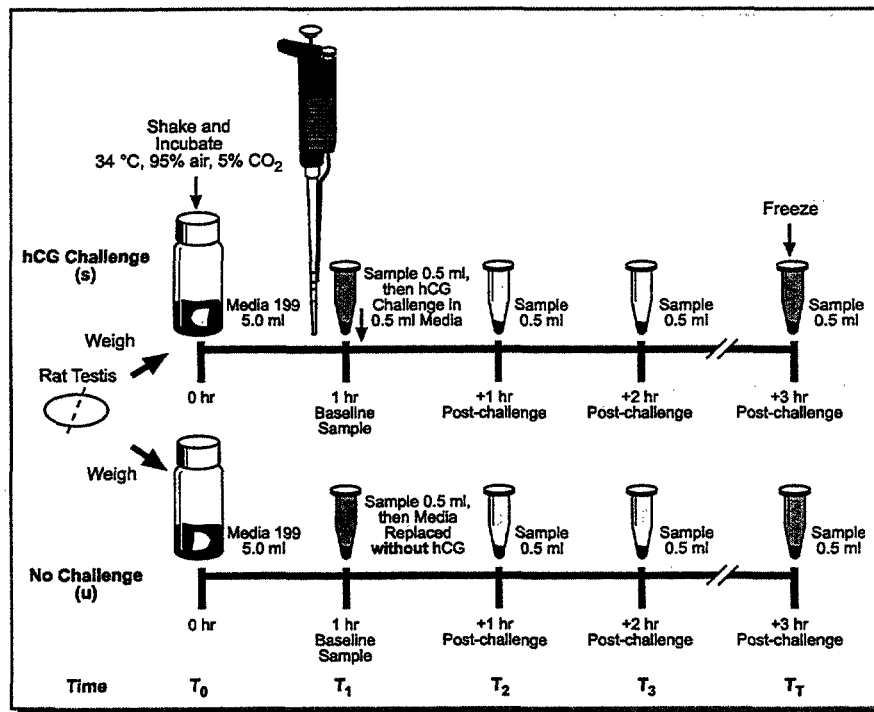 Shake and
Incubate
34 °C, 95% air, 5% CO2
Freeze
hCG Challenge
(s)
Media 199
5.0 ml
Sample 0.5 ml,
then hCG
Challenge in
0.5 ml Media
Sample
0.5 ml
Sample
0.5 ml
Sample
0.5 ml
Weigh
Rat Testis
0 hr
1 hr
Baseline
Sample
+1 hr
Post-challenge
+2 hr
Post-challenge
+3 hr
Post-challenge
Weigh
Media 199
5.0 ml
Sample 0.5 ml,
then Media
Replaced
without hCG
Sample
0.5 ml
Sample
0.5 ml
Sample
0.5 ml
No Challenge
(u)
0 hr
1 hr
Baseline
Sample
+1 hr
Post-challenge
+2 hr
Post-challenge
+3 hr
Post-challenge
Time T0 T1 T2 T3 TT